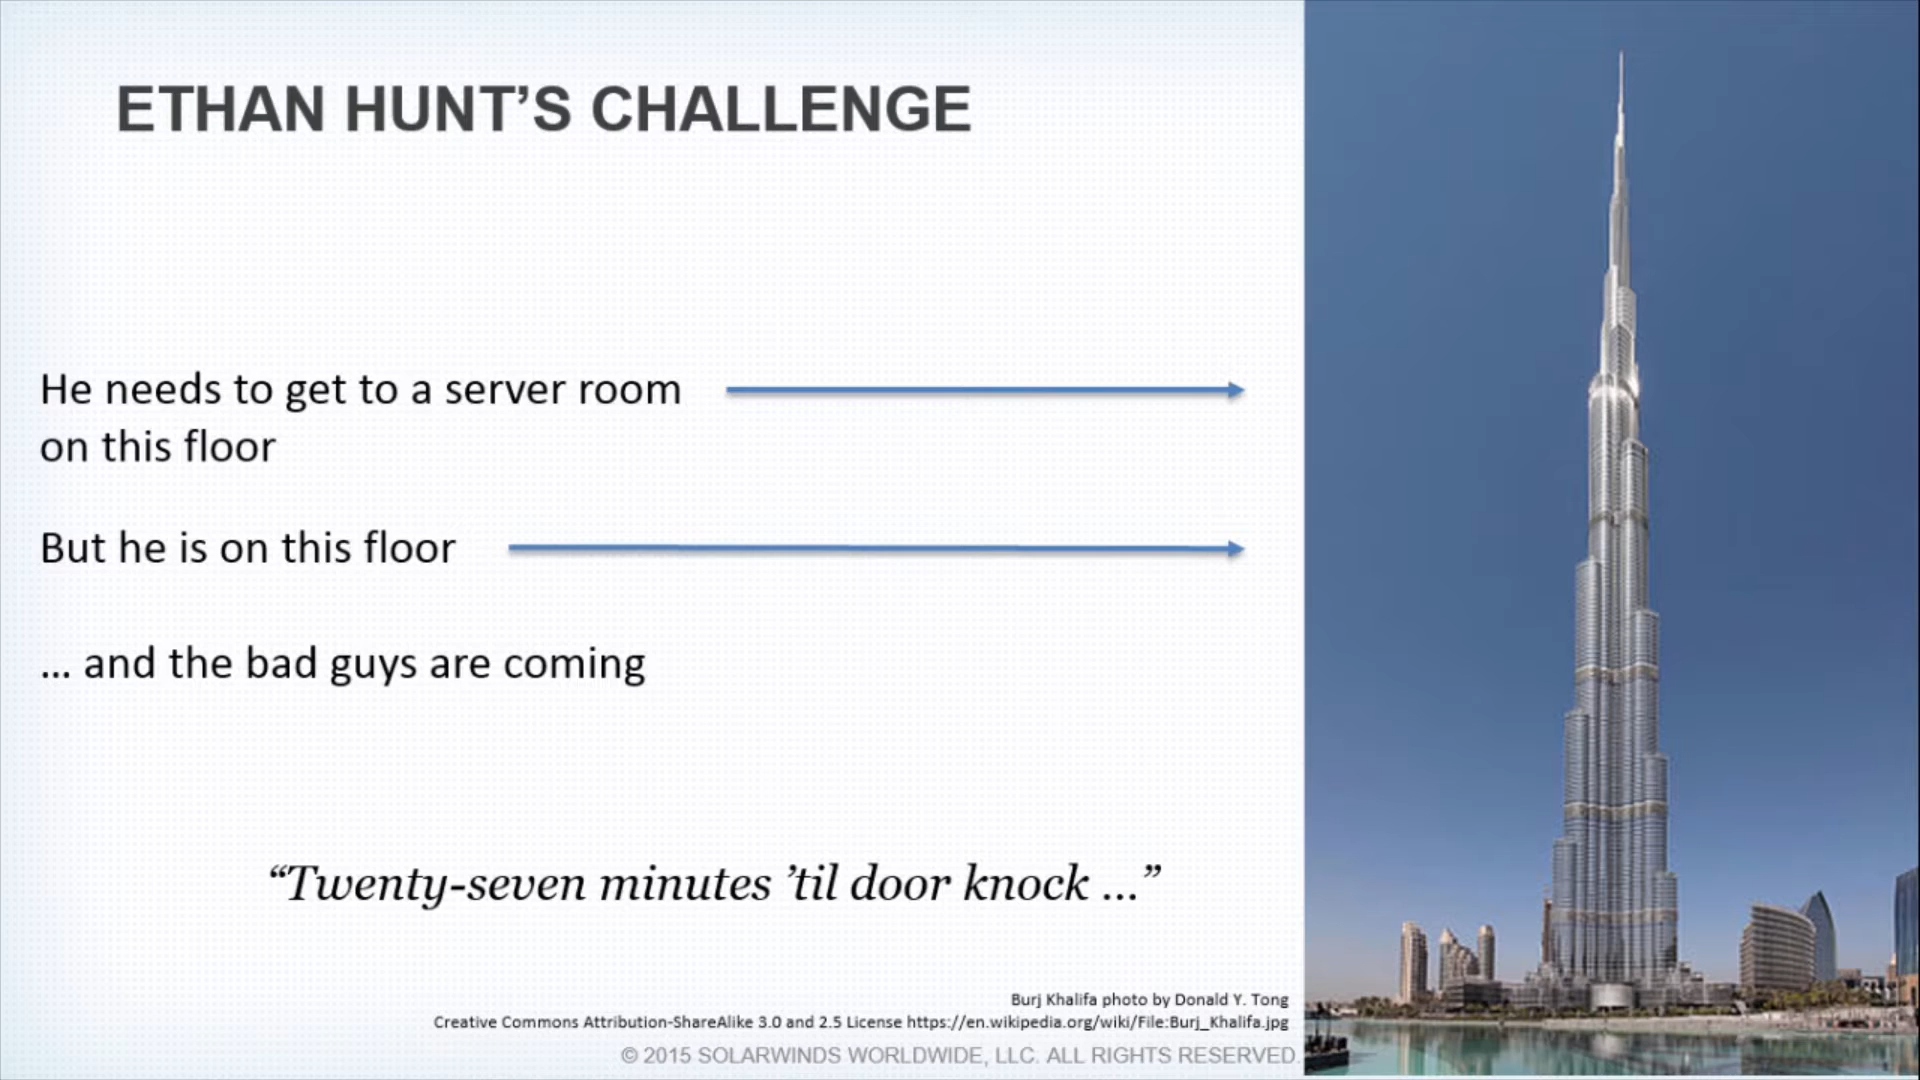 ETHAN HUNT’S CHALLENGE
He needs to get to a server room
on this floor
But he is on this floor
... and the bad guys are coming
“Twenty-seven minutes ’til door knock ...”
Burj Khalifa photo by Donald Y. Tong
Creative Commons Attribution-ShareAlike 3.0 and 2.5 License https://en.wikipedia.org/wiki/File:Burj_Khalifa.jpg
© 2015 SOLARWINDS WORLDWIDE, LLC. ALL RIGHTS RESERVED.